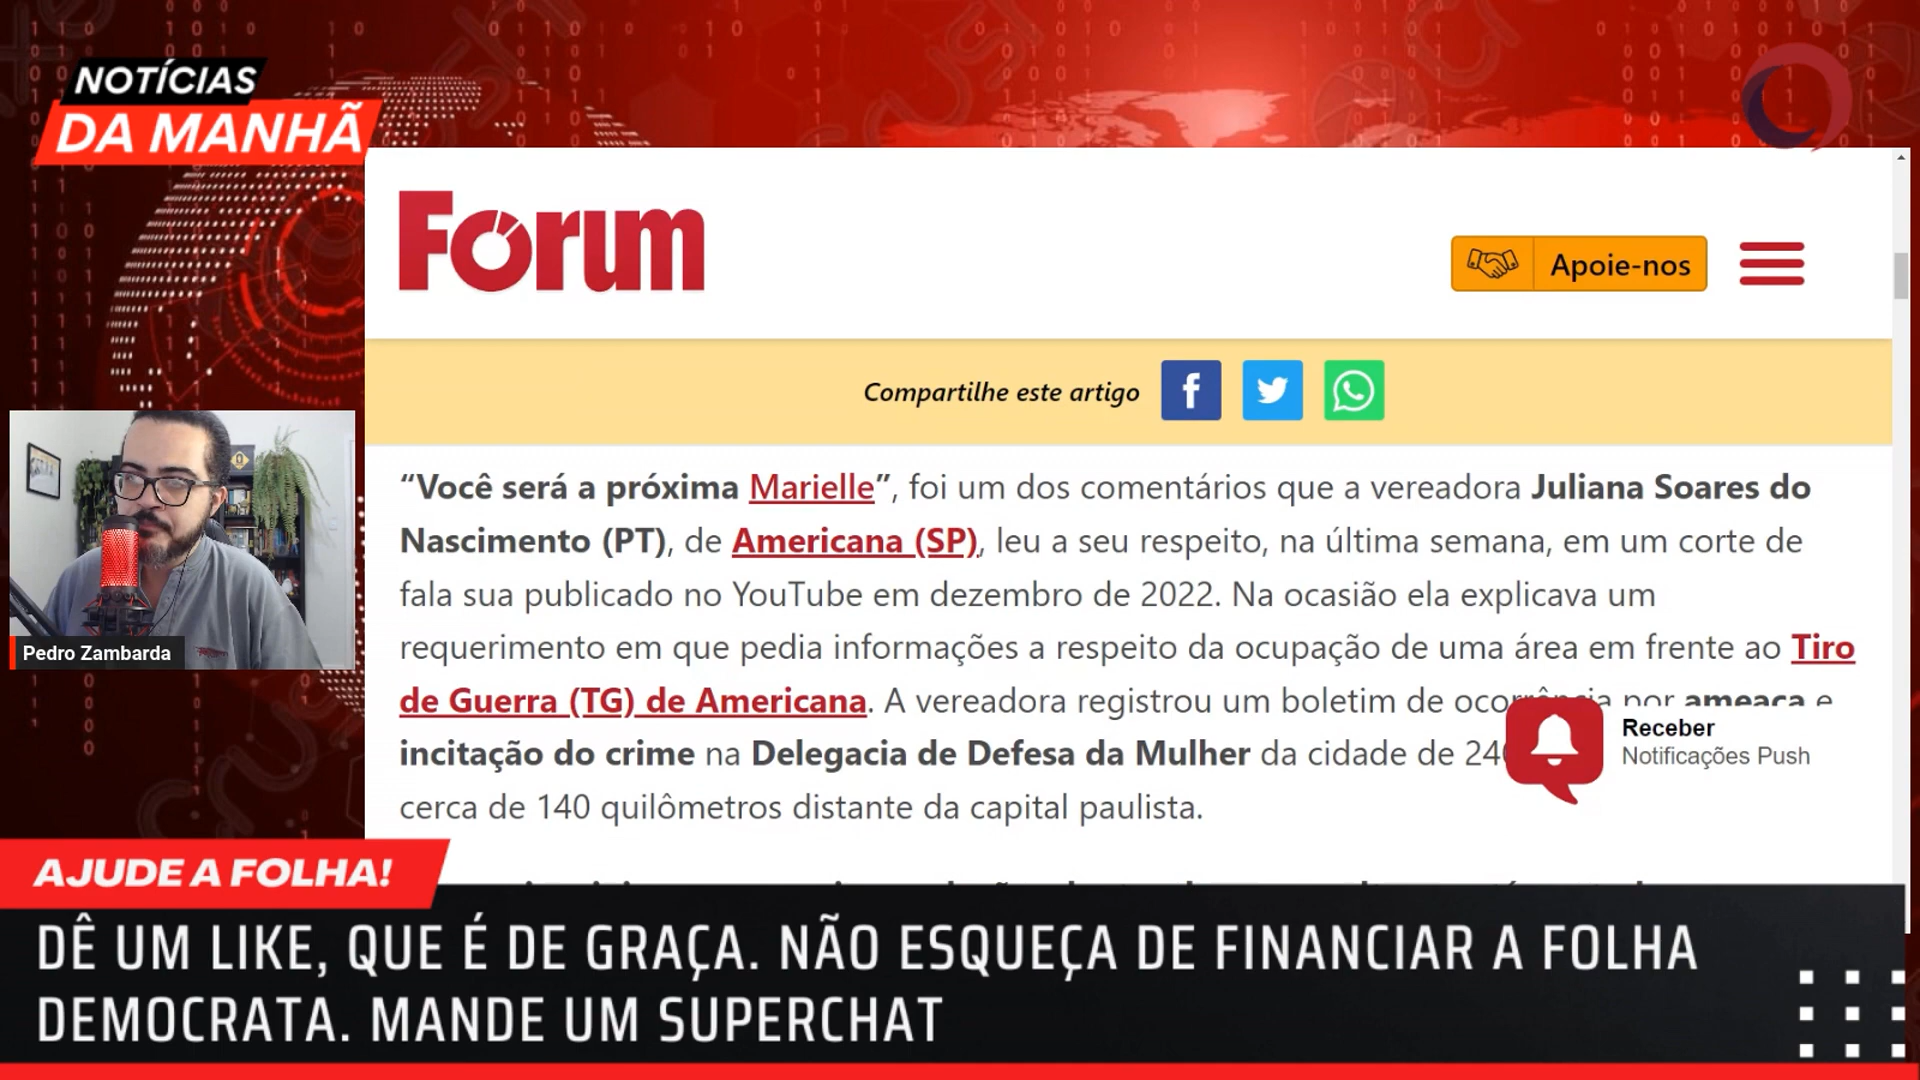 NOTÍCIAS
DA MANHÃ
Forum
Apoie-nos
Compartilhe este artigo
“Você será a próxima Marielle”, foi um dos comentários que a vereadora Juliana Soares do
Nascimento (PT), de Americana (SP), leu a seu respeito, na última semana, em um corte de
fala sua publicado no YouTube em dezembro de 2022. Na ocasião ela explicava um
requerimento em que pedia informações a respeito da ocupação de uma área em frente ao Tiro
de Guerra (TG) de Americana. A vereadora registrou um boletim de ocorrência por ameaça e
incitação do crime na Delegacia de Defesa da Mulher da cidade de 240
cerca de 140 quilômetros distante da capital paulista.
Receber
Notificações Push
Pedro Zambarda
AJUDE A FOLHA!
DÊ UM LIKE, QUE É DE GRAÇA. NÃO ESQUEÇA DE FINANCIAR A FOLHA
DEMOCRATA. MANDE UM SUPERCHAT